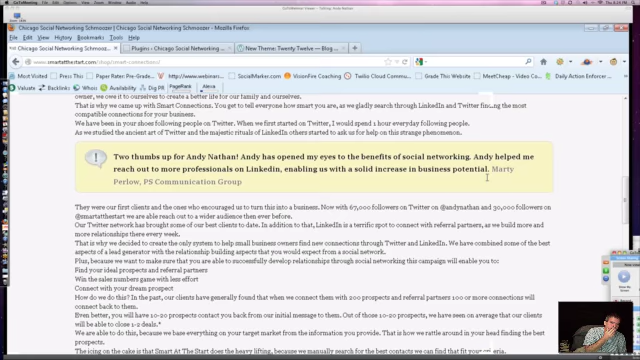 GoToMeeting Viewer - Talking: Andy Nathan
Chicago Social Networking Schmoozer - Mozilla Firefox
File Edit View History Bookmarks Tools Help
Chicago Social Networking Schmoozer... Plugins ‹ Chicago Social Networking S... New Theme: Twenty Twelve — Blog ...
www.smartatthestart.com/shop/smart-connections/
Most Visited Press This Paper Rater: Pre-Grade... http://www.webinars... SocialMarker.com VisionFire Coaching Twilio Cloud Commun... Grade This Website Free eBooks Daily Action Enforcer
Valuate Backlinks Whois Info Page Info Advisory Dig PR PageRank Alexa
owner, we owe it to ourselves to create a better life for our family and ourselves.
That is why we came up with Smart Connections. You get to tell everyone how smart you are, as we gladly search through LinkedIn and Twitter finding the most
compatible connections for your business.
We have been in your shoes following people on Twitter. When we first started on Twitter, I would spend 1 hour everyday following people.
As we studied the ancient art of Twitter and the majestic rituals of LinkedIn others started to ask us for help on this strange phenomenon.
Two thumbs up for Andy Nathan! Andy has opened my eyes to the benefits of social networking. Andy helped me
reach out to more professionals on Linkedin, enabling us with a solid increase in business potential. Marty
Perlow, PS Communication Group
They were our first clients and the ones who encouraged us to turn this into a business. Now with 67,000 followers on Twitter on @andynathan and 30,000 followers on
@smartatthestart we are able reach out to a wider audience then ever before.
Our Twitter network has brought some of our best clients to date. In addition to that, LinkedIn is a terrific spot to connect with referral partners, as we build more and
more relationships there every week.
That is why we decided to create the only system to help small business owners find new connections through Twitter and LinkedIn. We have combined some of the best
aspects of a lead generator with the relationship building aspects that you would expect from a social network.
Plus, because we want to make sure that you are able to successfully develop relationships through social networking this campaign will enable you to:
Find your ideal prospects and referral partners
Win the sales numbers game with less effort
Connect with your dream prospect
How do we do this? In the past, our clients have generally found that when we connect them with 200 prospects and referral partners 100 or more connections will
connect back to them.
Even better, you will have 10-20 prospects contact you back from our initial message to them. Out of those 10-20 prospects, we have seen on average that our clients
will be able to close 1-2 deals.*
We are able to do this, because we base everything on your target market from the information you provide. That is how we rattle around in your head finding the best
prospects.
The icing on the cake is that Smart At The Start does the heavy lifting, because we manually search for the best contacts we can find that fit your